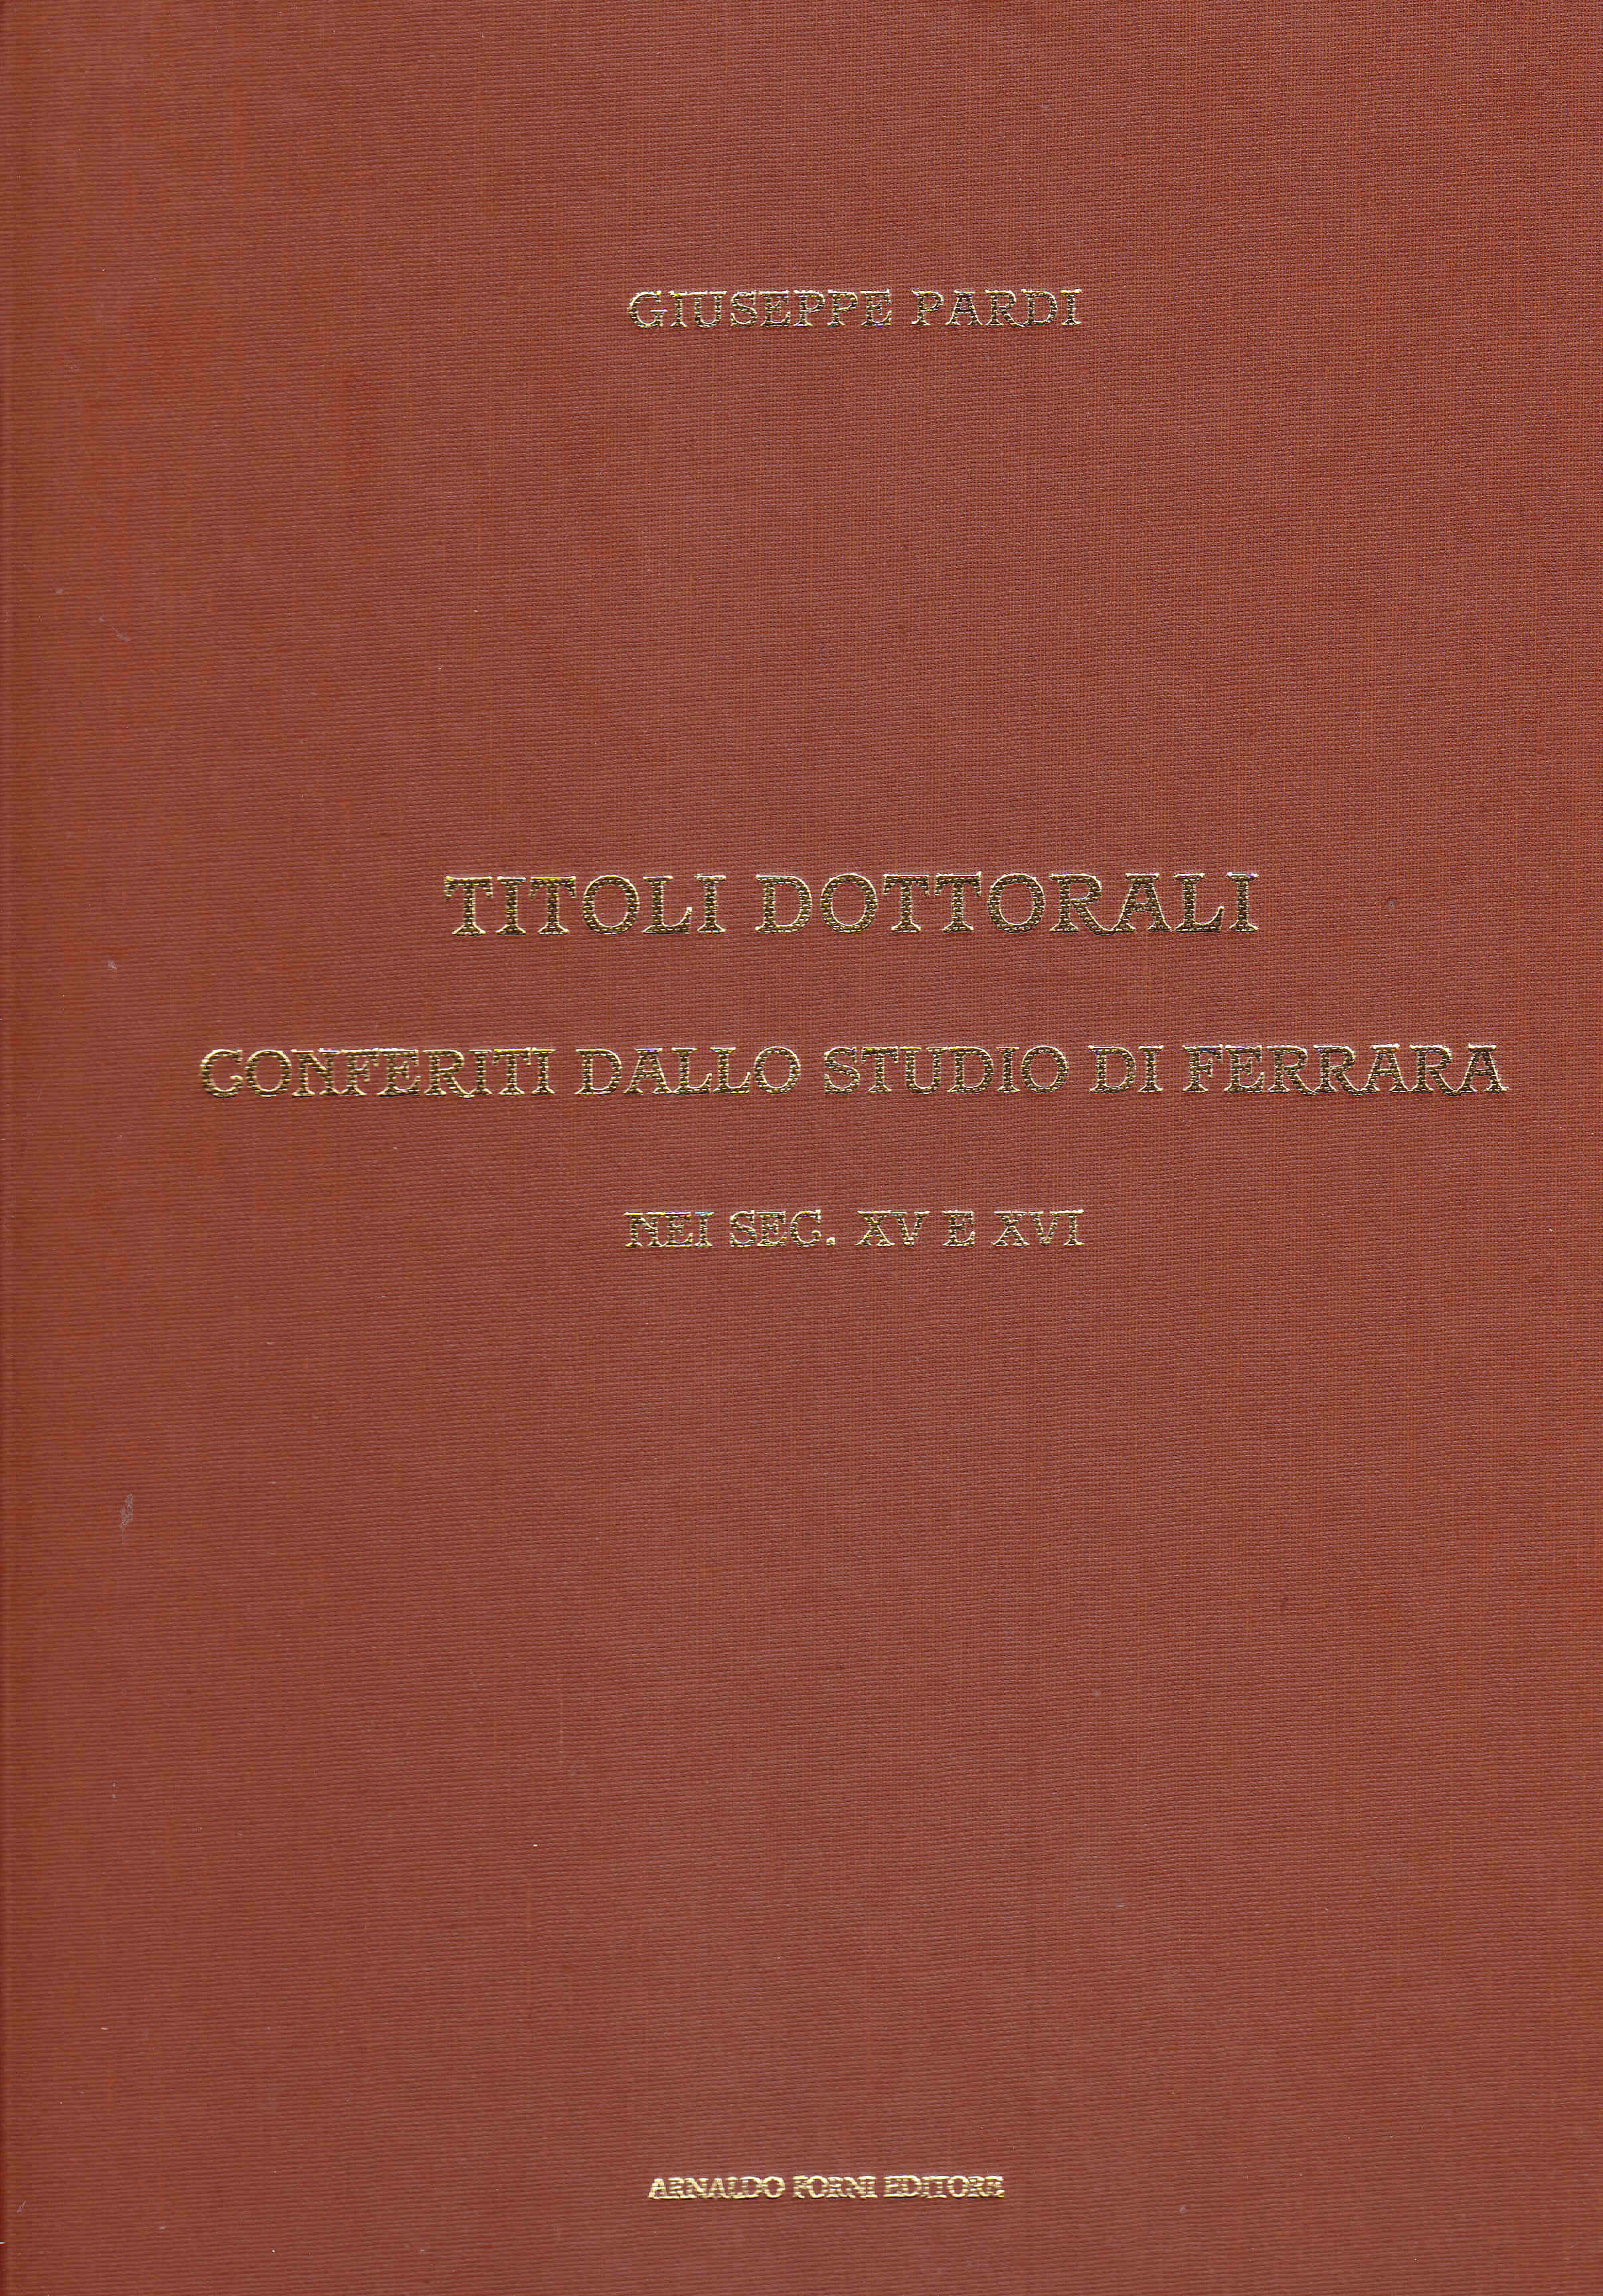 GIUSEPPE PARDI
TITOLI DOTTORALI
CONFERITI DALLO STUDIO DI FERRARA
NEI SEC. XV E XVI
ARNALDO FORNI EDITORE